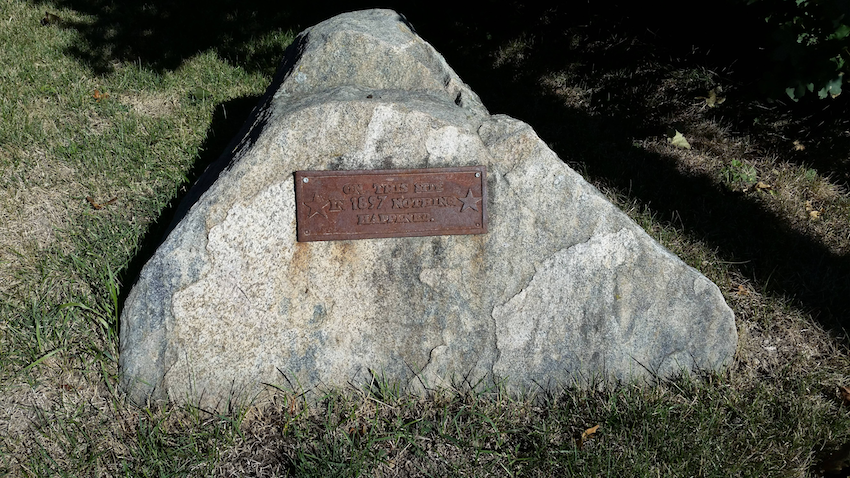 ON THIS SITE
IN 1897 NOTHING
HAPPENED.